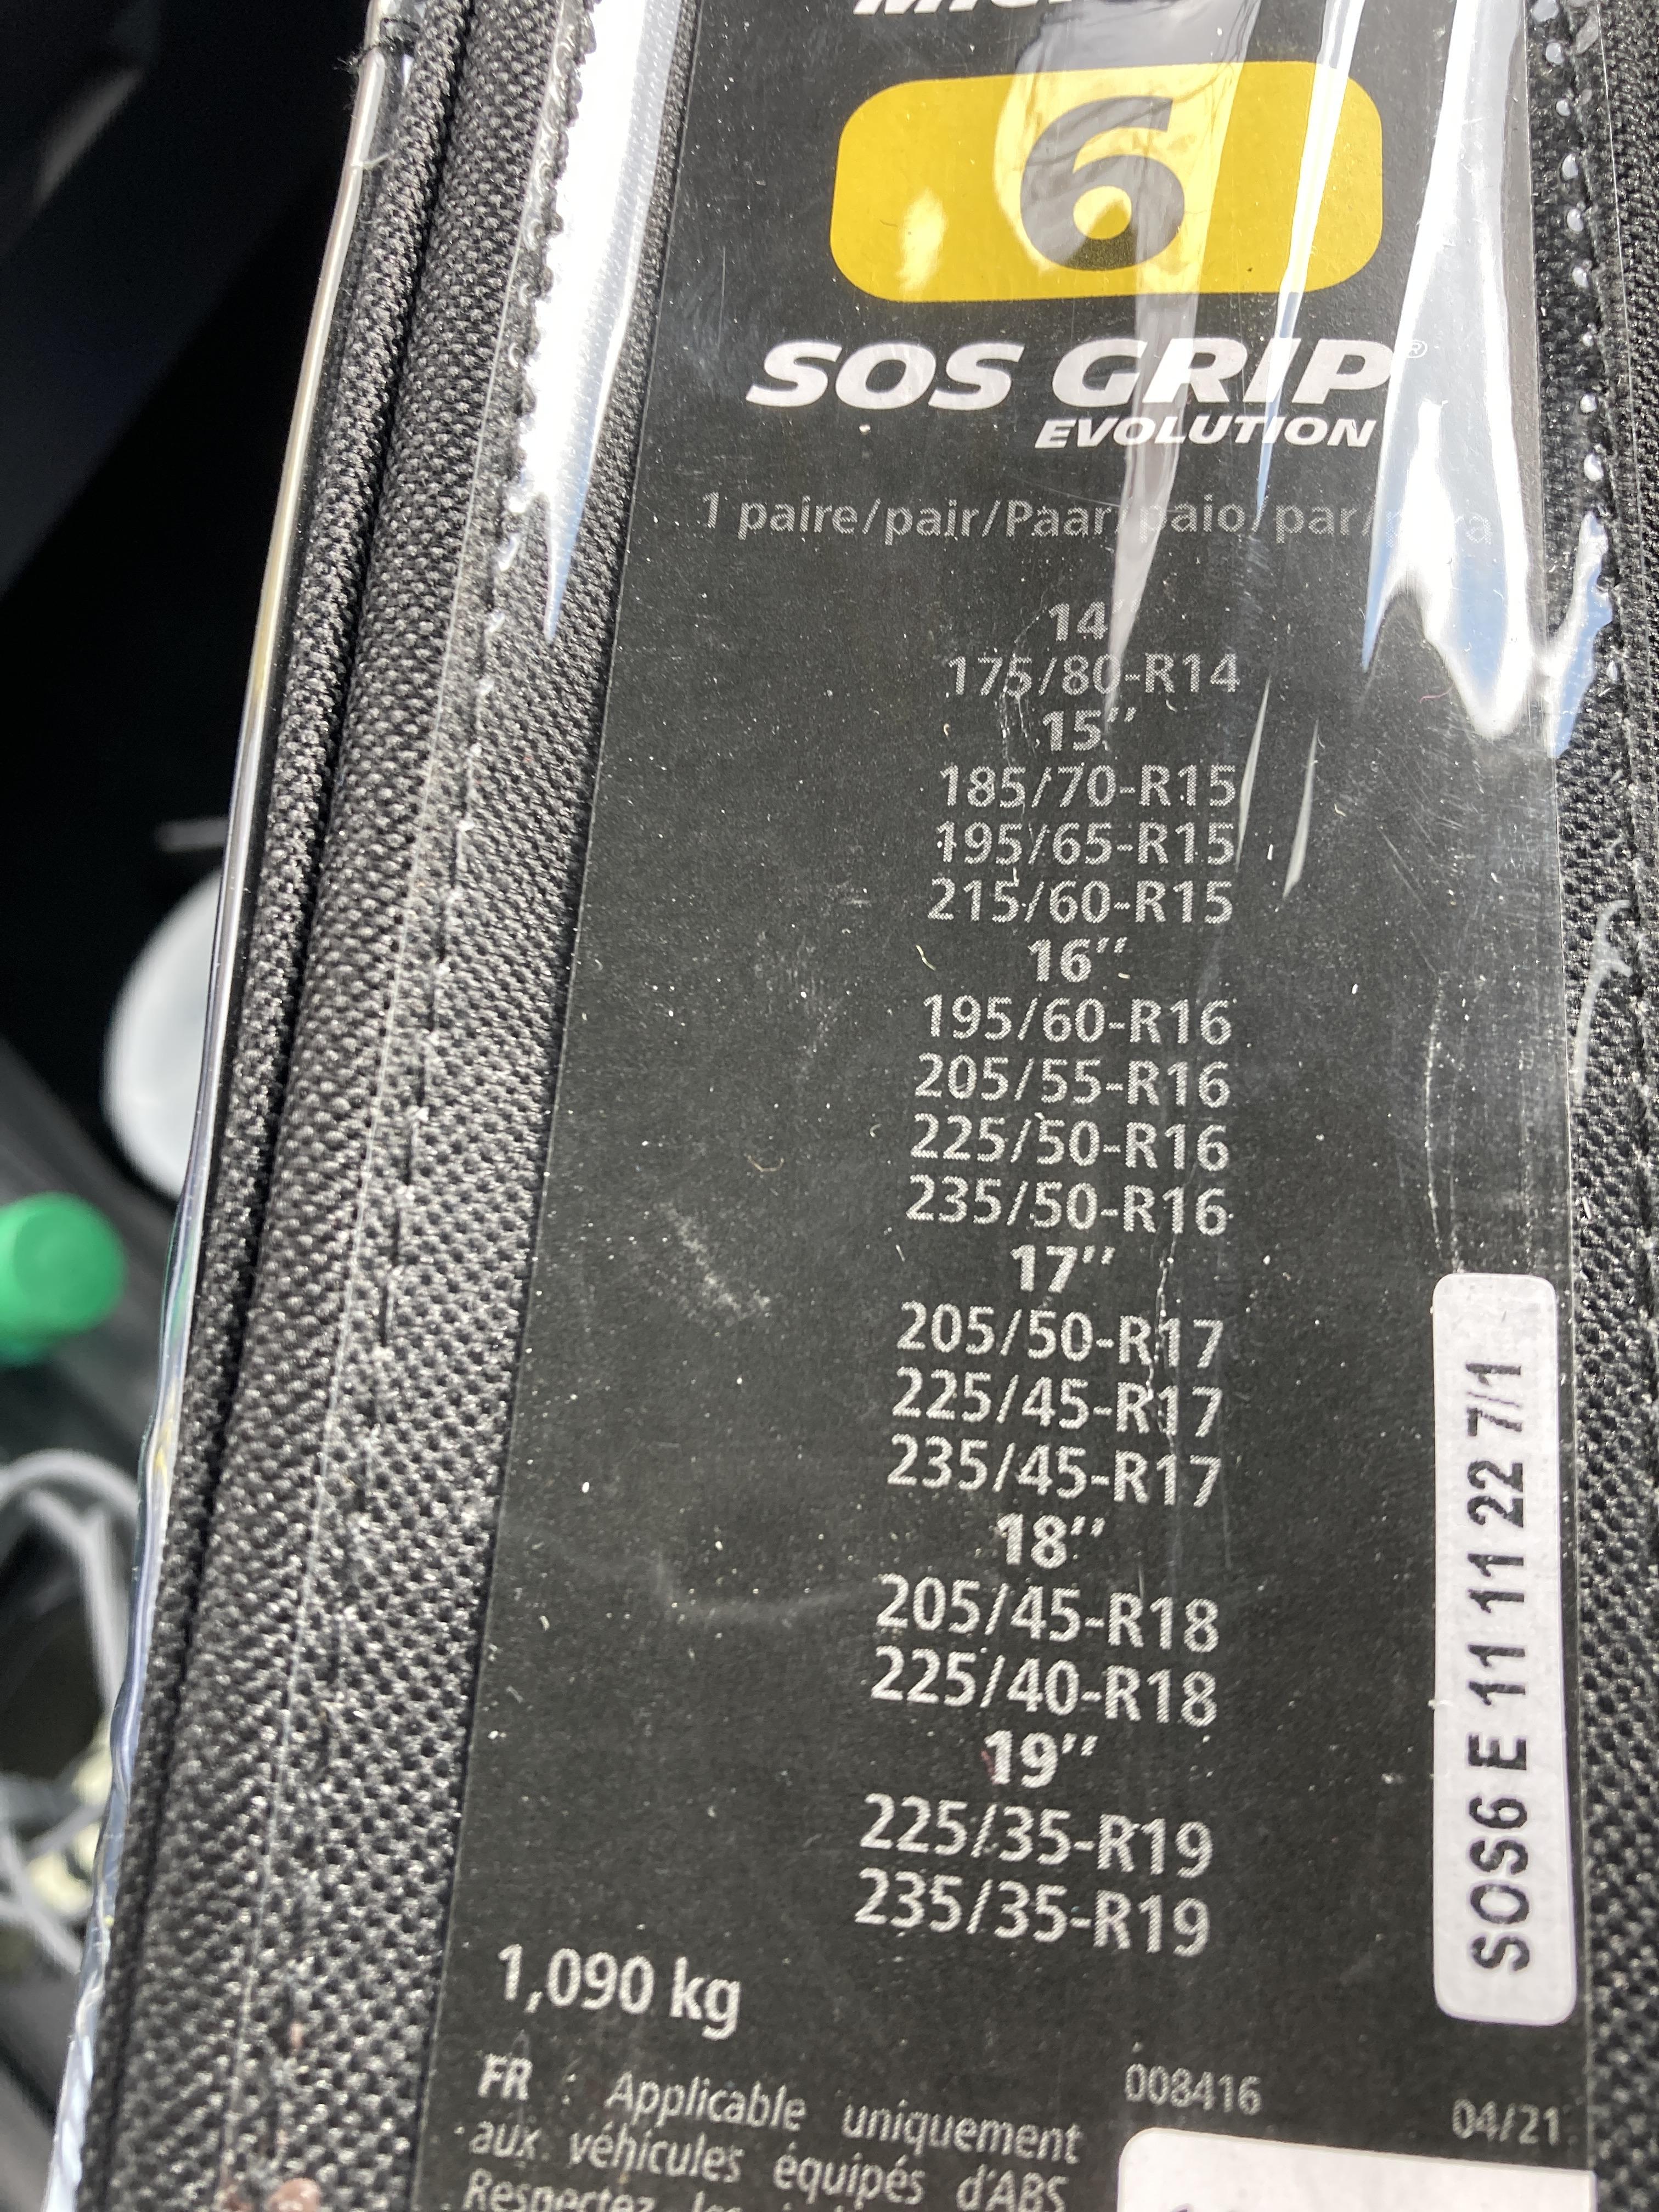 6
SOS GRIP®
EVOLUTION
1 paire/pair/Paar/paio/par/
14"
175/80-R14
15"
185/70-R15
195/65-R15
215/60-R15
16"
195/60-R16
205/55-R16
225/50-R16
235/50-R16
17"
205/50-R17
225/45-R17
235/45-R17
18"
205/45-R18
225/40-R18
19"
225/35-R19
235/35-R19
1,090 kg
SOS6 E 11 11 22 7/1
008416
04/21
FR : Applicable uniquement
aux véhicules équipés d'ABS
Respectez les